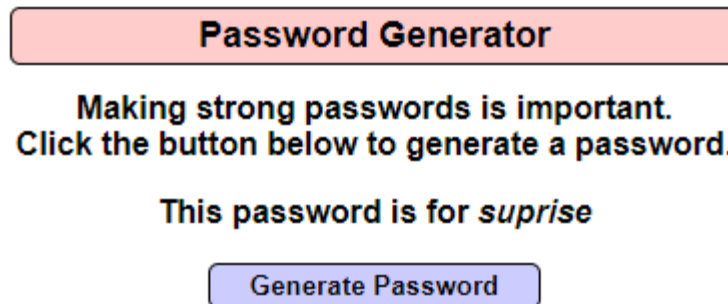 Password Generator
Making strong passwords is important.
Click the button below to generate a password.
This password is for suprise
Generate Password